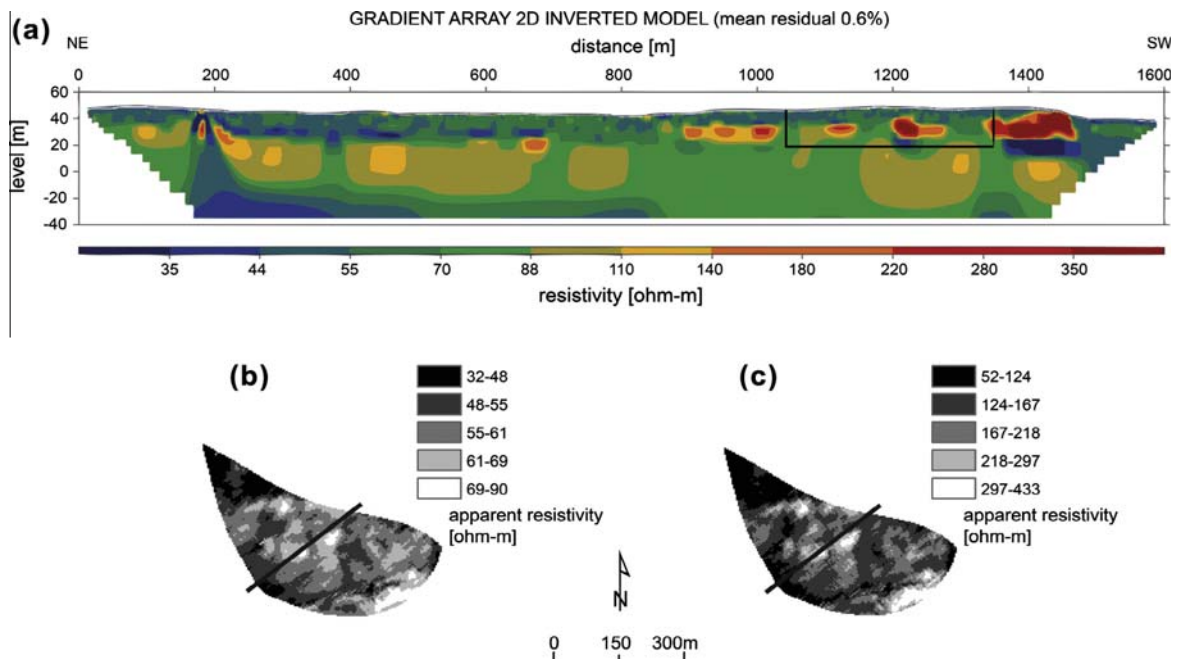 GRADIENT ARRAY 2D INVERTED MODEL (mean residual 0.6%)
(a)
NE distance [m] SW
0 200 400 600 800 1000 1200 1400 1600
60
40
20
0
-20
-40
level [m]
35 44 55 70 88 110 140 180 220 280 350
resistivity [ohm-m]
(b)
32-48
48-55
55-61
61-69
69-90
apparent resistivity
[ohm-m]
(c)
52-124
124-167
167-218
218-297
297-433
apparent resistivity
[ohm-m]
N
0 150 300m